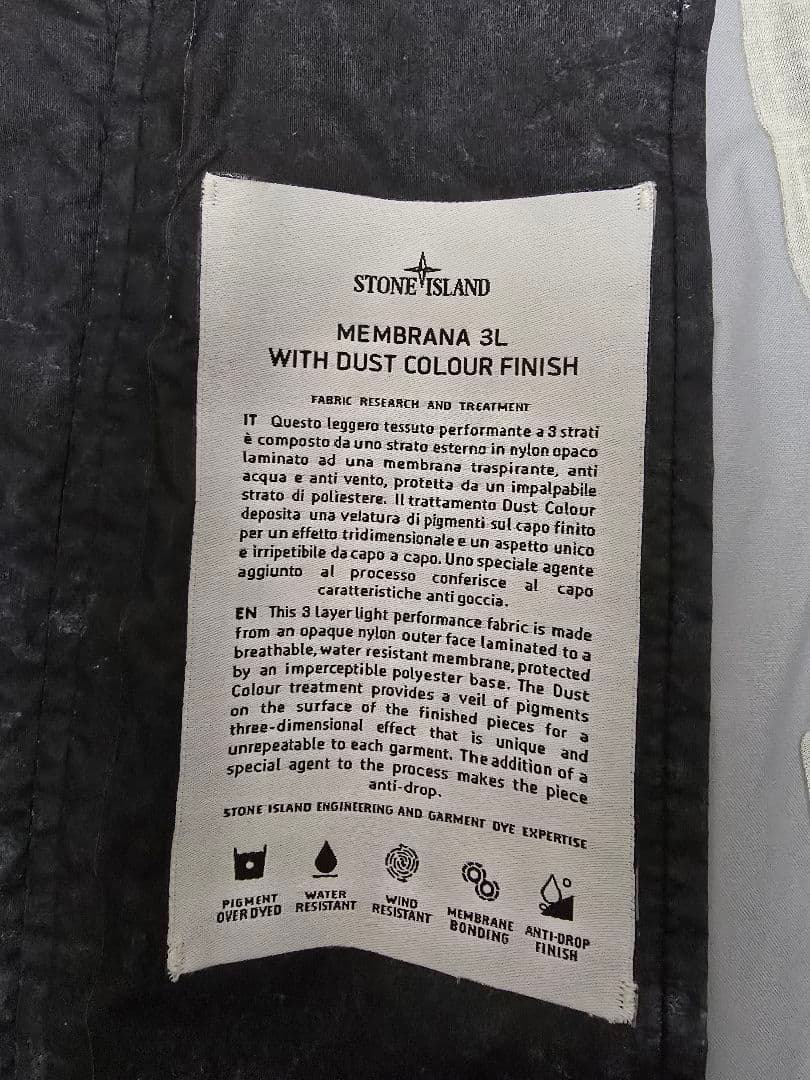 STONE ISLAND
MEMBRANA 3L
WITH DUST COLOUR FINISH
FABRIC RESEARCH AND TREATMENT
IT Questo leggero tessuto performante a 3 strati
è composto da uno strato esterno in nylon opaco
laminato ad una membrana traspirante, anti
acqua e anti vento, protetta da un impalpabile
strato di poliestere. Il trattamento Dust Colour
deposita una velatura di pigmenti sul capo finito
per un effetto tridimensionale e un aspetto unico
e irripetibile da capo a capo. Uno speciale agente
aggiunto al processo conferisce al capo
caratteristiche anti goccia.
EN This 3 layer light performance fabric is made
from an opaque nylon outer face laminated to a
breathable, water resistant membrane, protected
by an imperceptible polyester base. The Dust
Colour treatment provides a veil of pigments
on the surface of the finished pieces for a
three-dimensional effect that is unique and
unrepeatable to each garment. The addition of a
special agent to the process makes the piece
anti-drop.
STONE ISLAND ENGINEERING AND GARMENT DYE EXPERTISE
PIGMENT
OVER DYED
WATER
RESISTANT
WIND
RESISTANT
MEMBRANE
BONDING
ANTI-DROP
FINISH